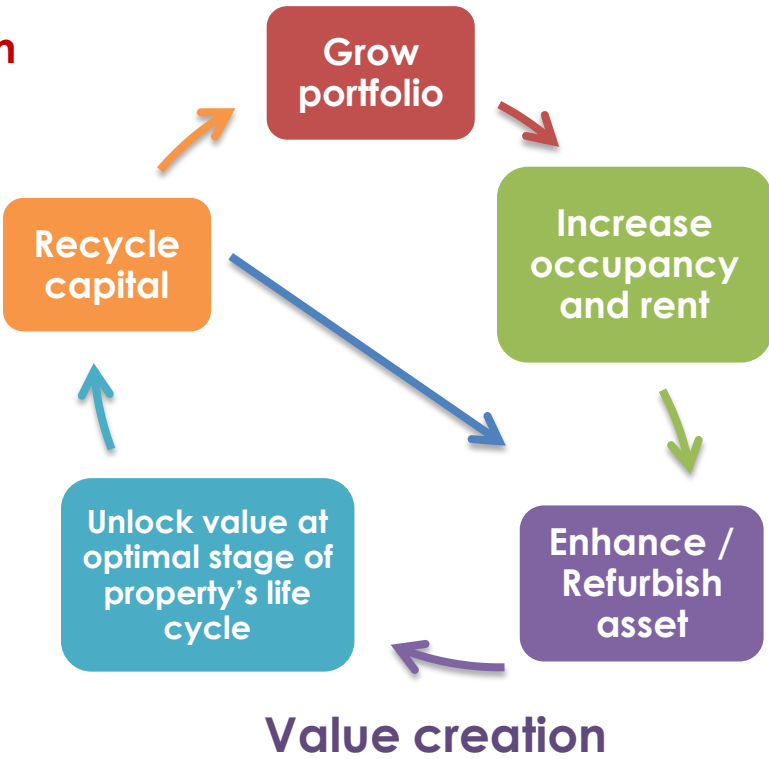 Grow
portfolio
Increase
occupancy
and rent
Enhance /
Refurbish
asset
Unlock value at
optimal stage of
property's life
cycle
Recycle
capital
Value creation